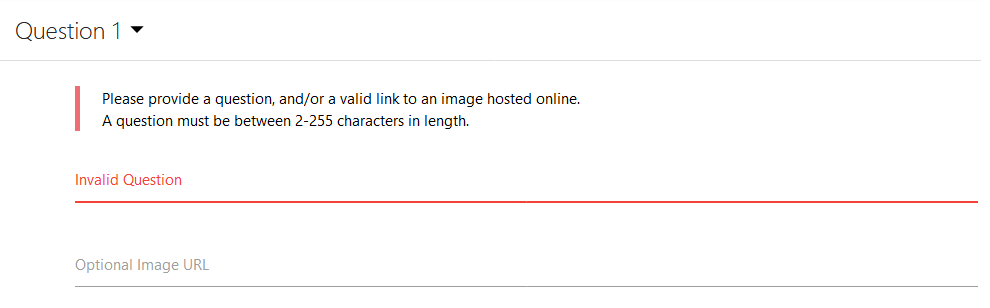 Question 1
Please provide a question, and/or a valid link to an image hosted online.
A question must be between 2-255 characters in length.
Invalid Question
Optional Image URL